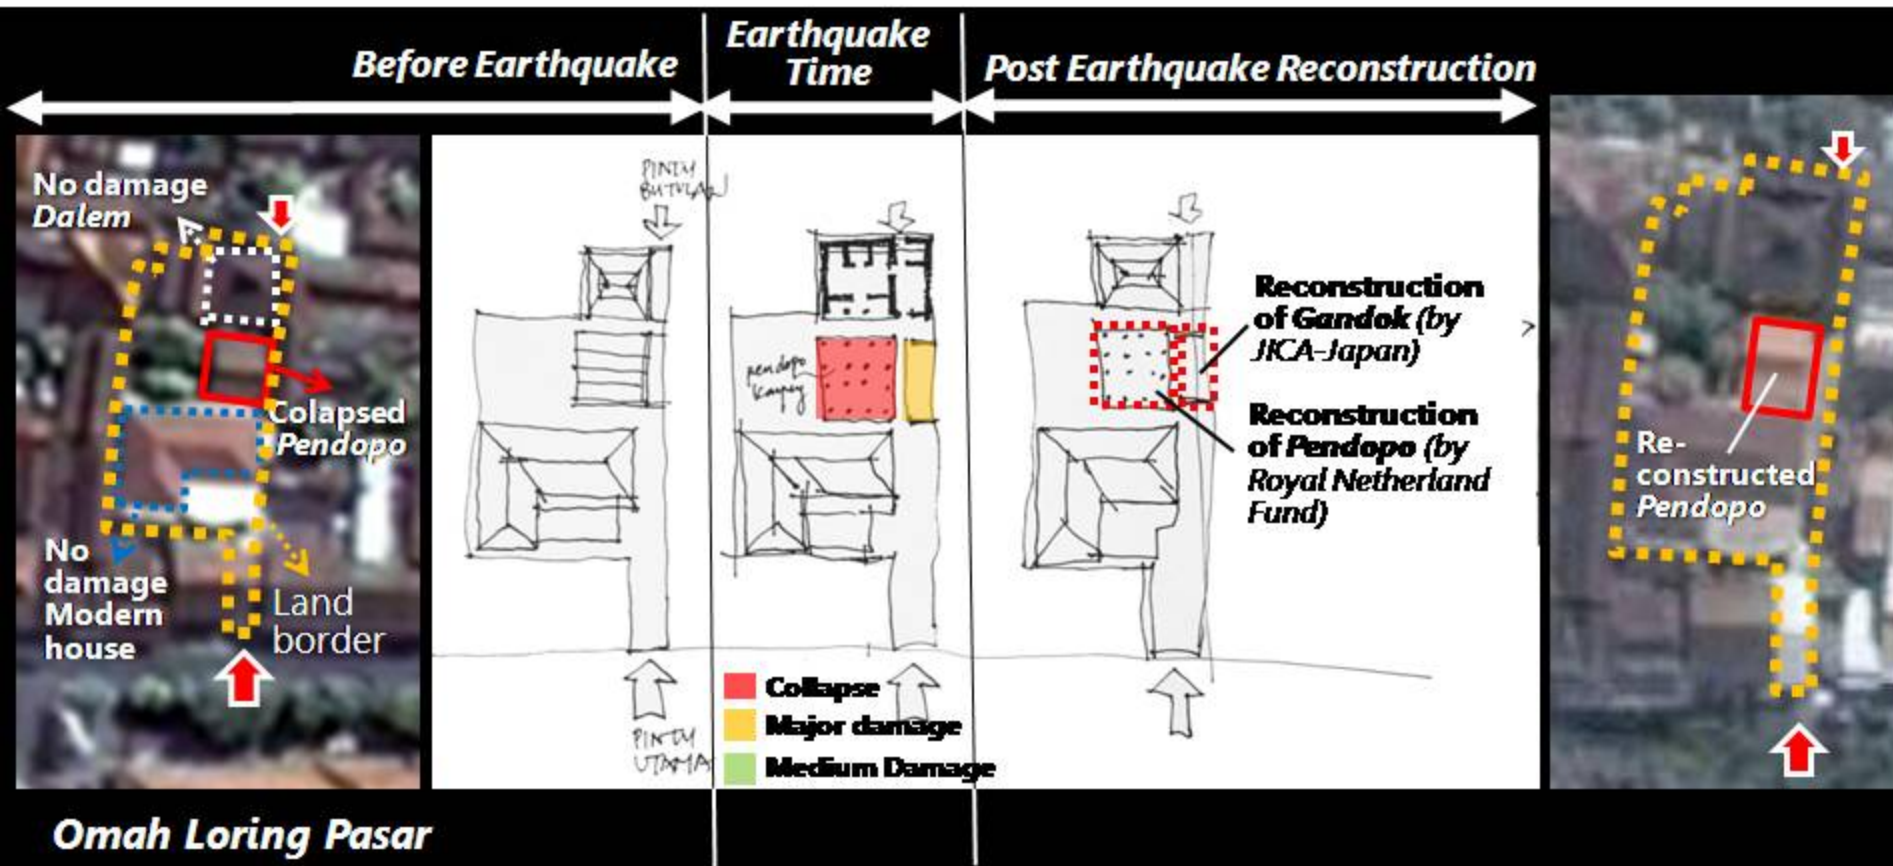 Before Earthquake
Earthquake
Time
Post Earthquake Reconstruction
No damage
Dalem
Colapsed
Pendopo
No
damage
Modern
house
Land
border
PINTU
BUTULAN
PINTU
UTAMA
pendopo
Collapse
Major damage
Medium Damage
Reconstruction
of Gandok (by
JICA-Japan)
Reconstruction
of Pendopo (by
Royal Netherland
Fund)
Re-
constructed
Pendopo
Omah Loring Pasar